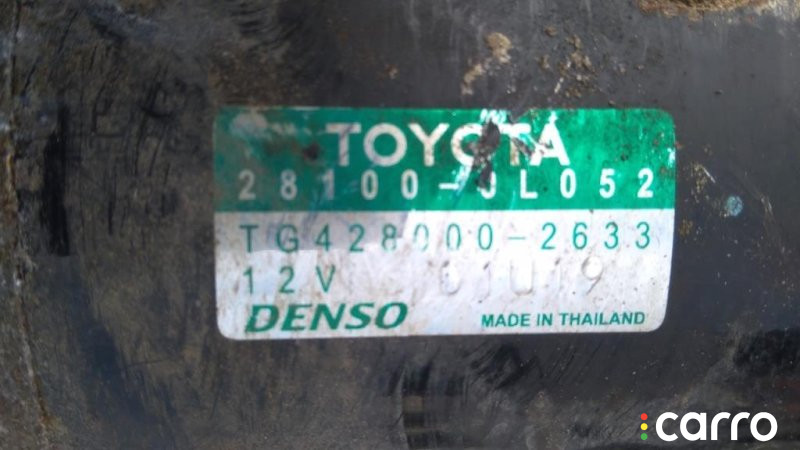 TOYOTA
28100-0L052
TG428000-2633
12V
DENSO MADE IN THAILAND
carro